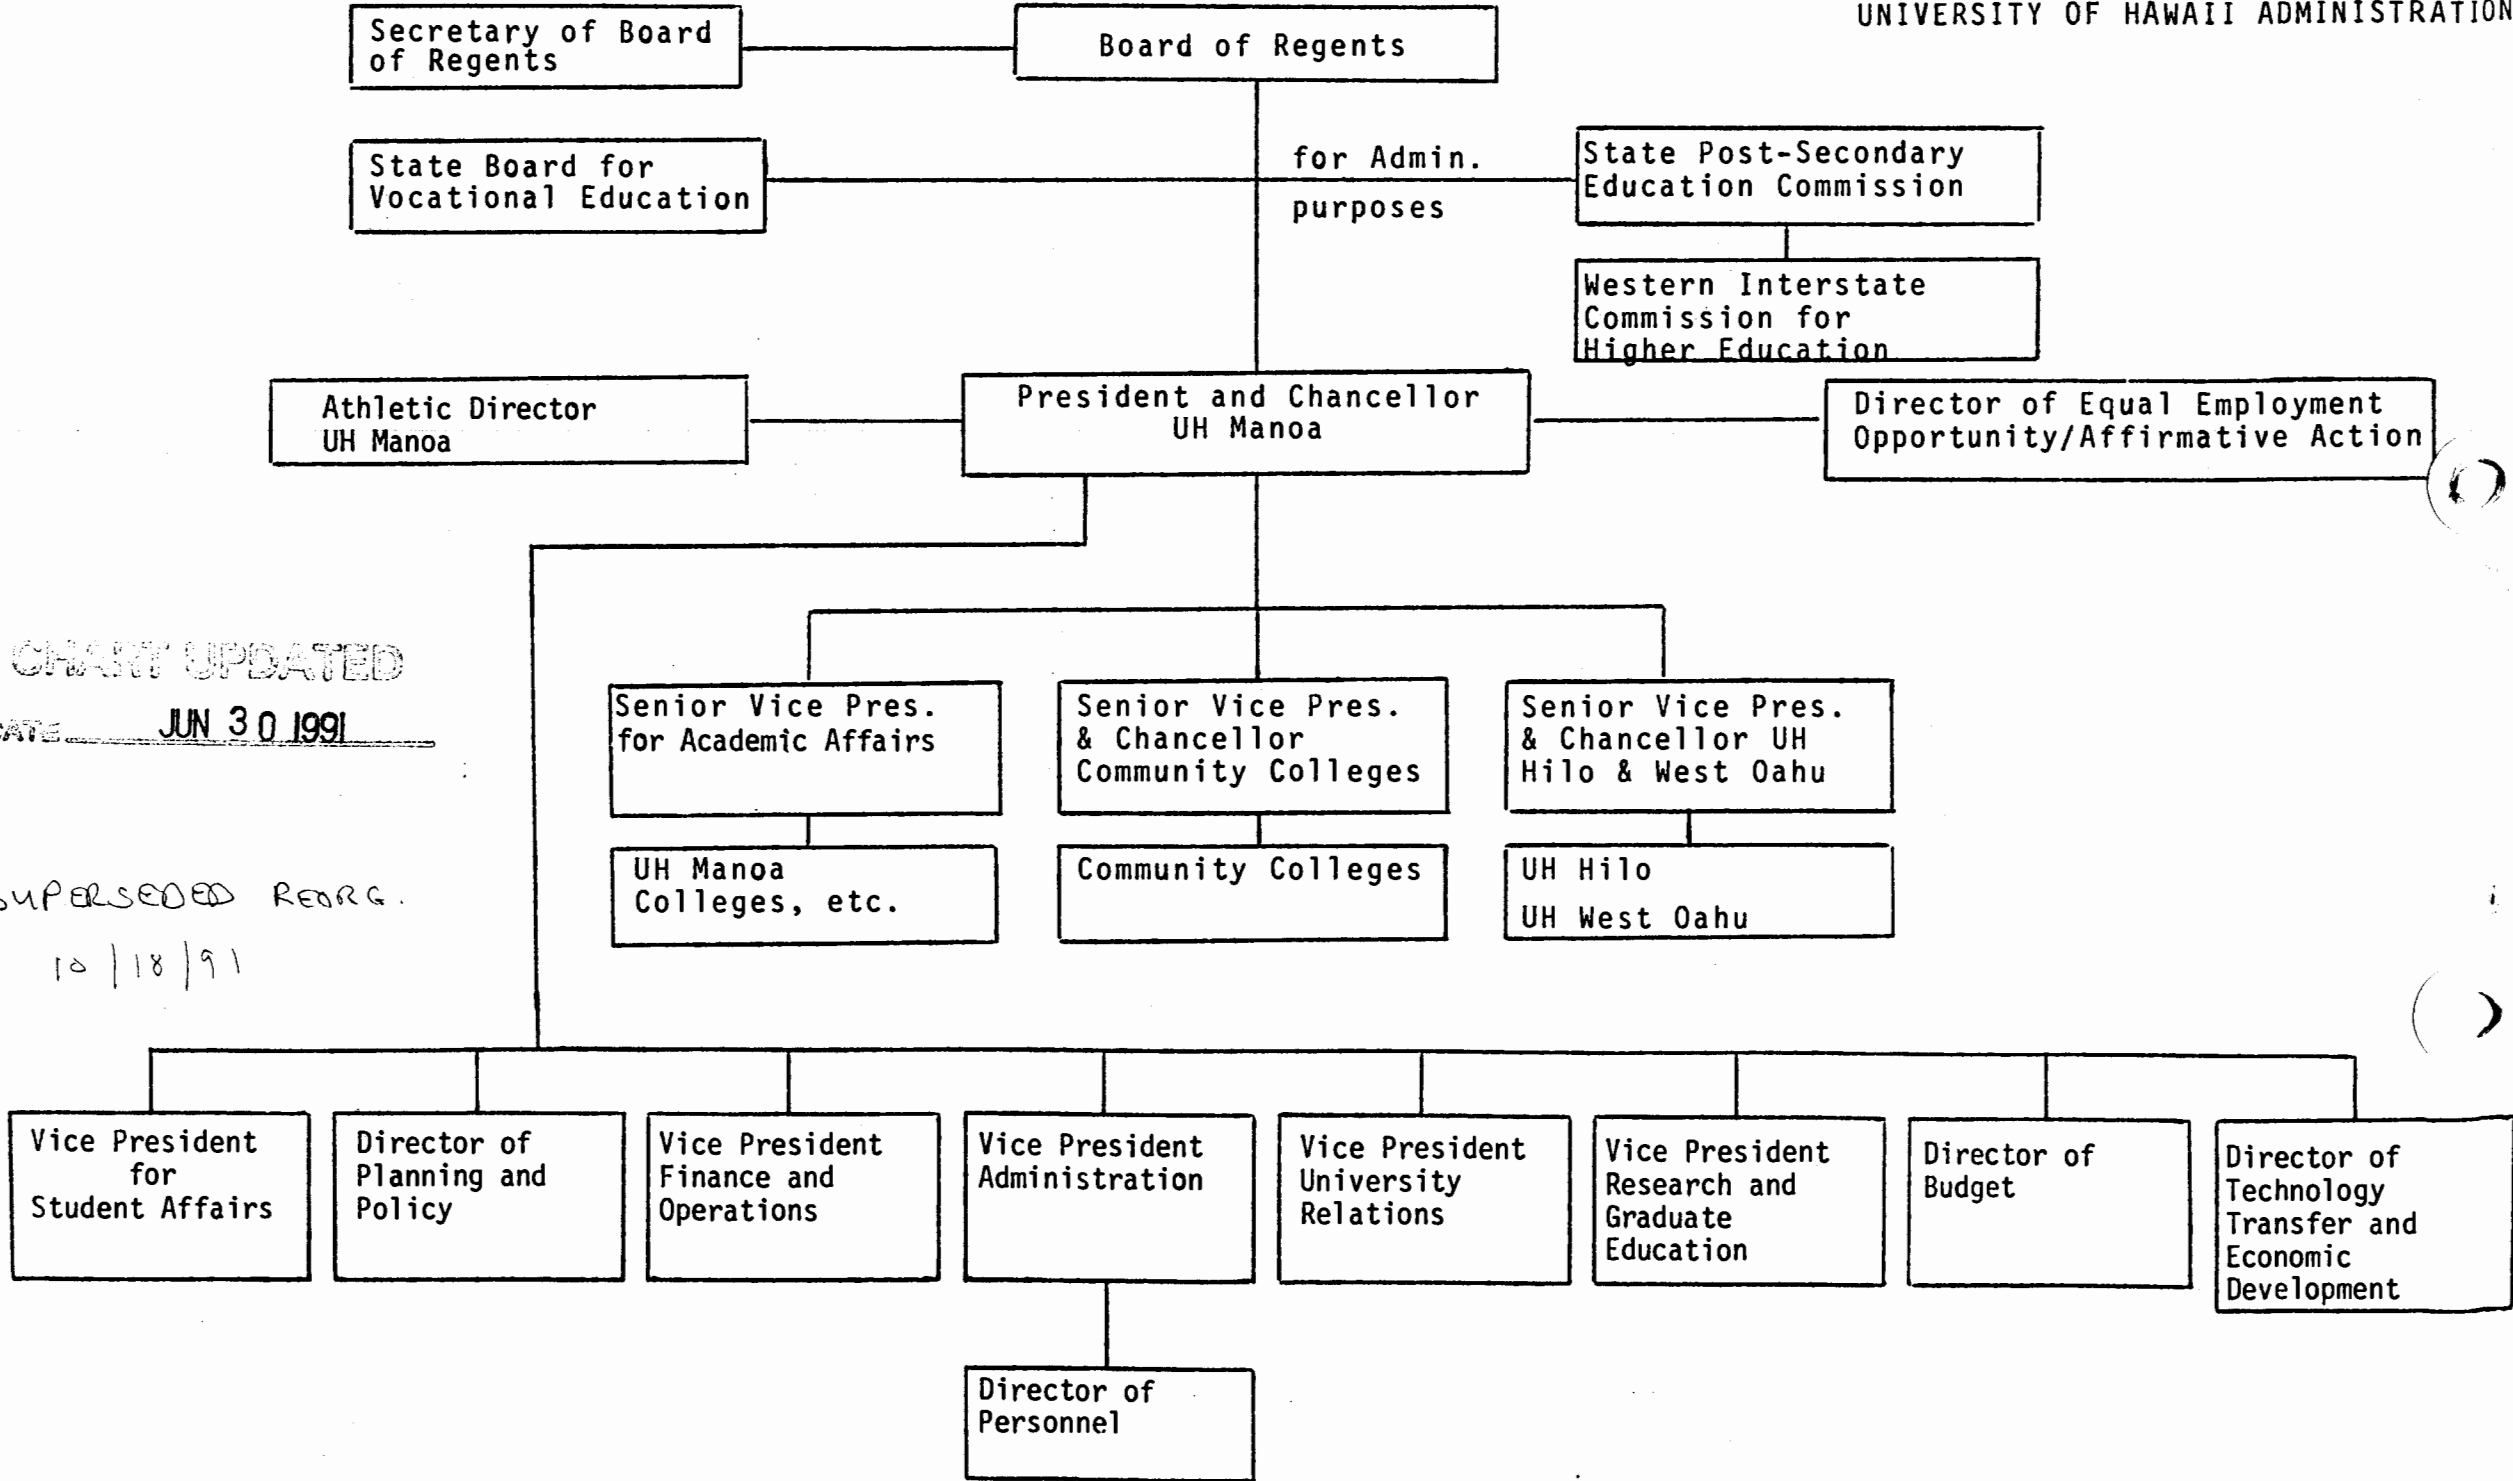 UNIVERSITY OF HAWAII ADMINISTRATION
Secretary of Board
of Regents
Board of Regents
State Board for
Vocational Education
for Admin.
purposes
State Post-Secondary
Education Commission
Western Interstate
Commission for
Higher Education
Athletic Director
UH Manoa
President and Chancellor
UH Manoa
Director of Equal Employment
Opportunity/Affirmative Action
CHART UPDATED
DATE JUN 30 1991
SUPERSEDED REORG.
10/18/91
Senior Vice Pres.
for Academic Affairs
Senior Vice Pres.
& Chancellor
Community Colleges
Senior Vice Pres.
& Chancellor UH
Hilo & West Oahu
UH Manoa
Colleges, etc.
Community Colleges
UH Hilo
UH West Oahu
Vice President
for
Student Affairs
Director of
Planning and
Policy
Vice President
Finance and
Operations
Vice President
Administration
Vice President
University
Relations
Vice President
Research and
Graduate
Education
Director of
Budget
Director of
Technology
Transfer and
Economic
Development
Director of
Personnel